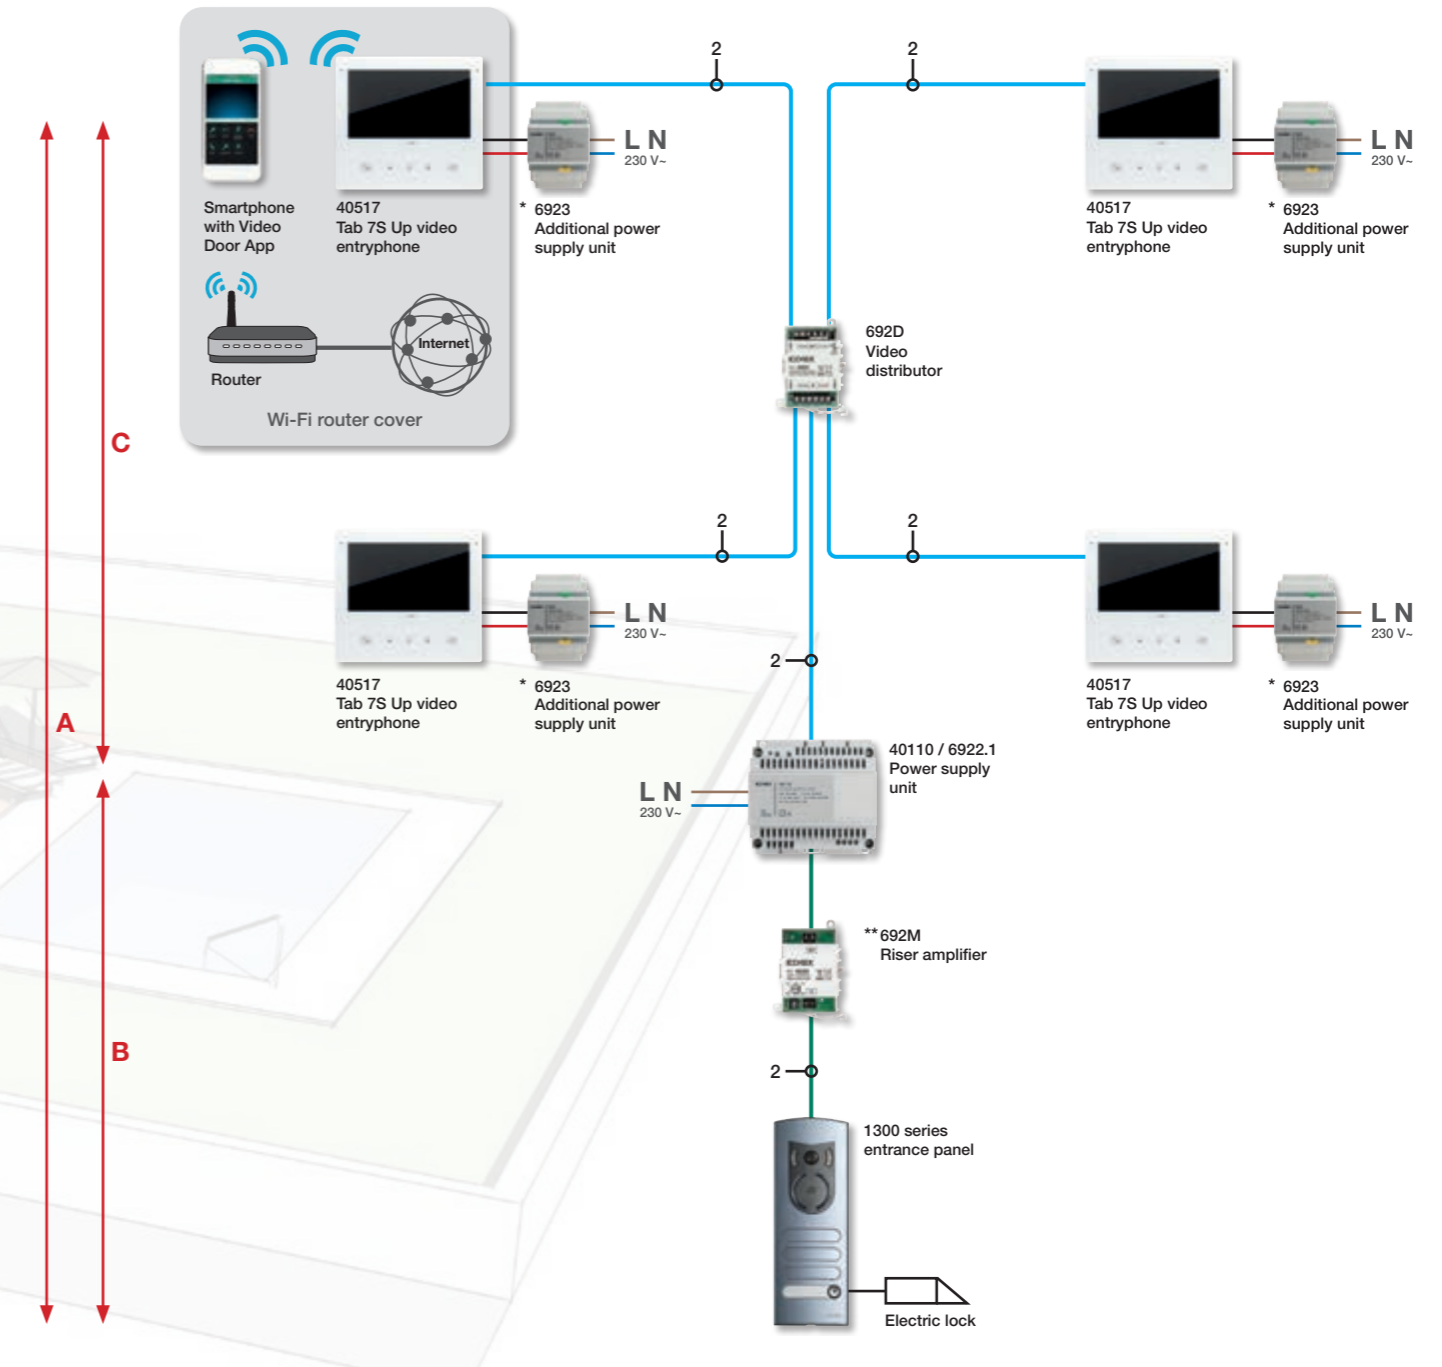 2
2
L N
230 V~
L N
230 V~
Smartphone
with Video
Door App
40517
Tab 7S Up video
entryphone
* 6923
Additional power
supply unit
40517
Tab 7S Up video
entryphone
* 6923
Additional power
supply unit
Internet
Router
Wi-Fi router cover
692D
Video
distributor
C
2
2
L N
230 V~
L N
230 V~
40517
Tab 7S Up video
entryphone
* 6923
Additional power
supply unit
2
40517
Tab 7S Up video
entryphone
* 6923
Additional power
supply unit
A
40110 / 6922.1
Power supply
unit
L N
230 V~
**692M
Riser amplifier
B
2
1300 series
entrance panel
Electric lock